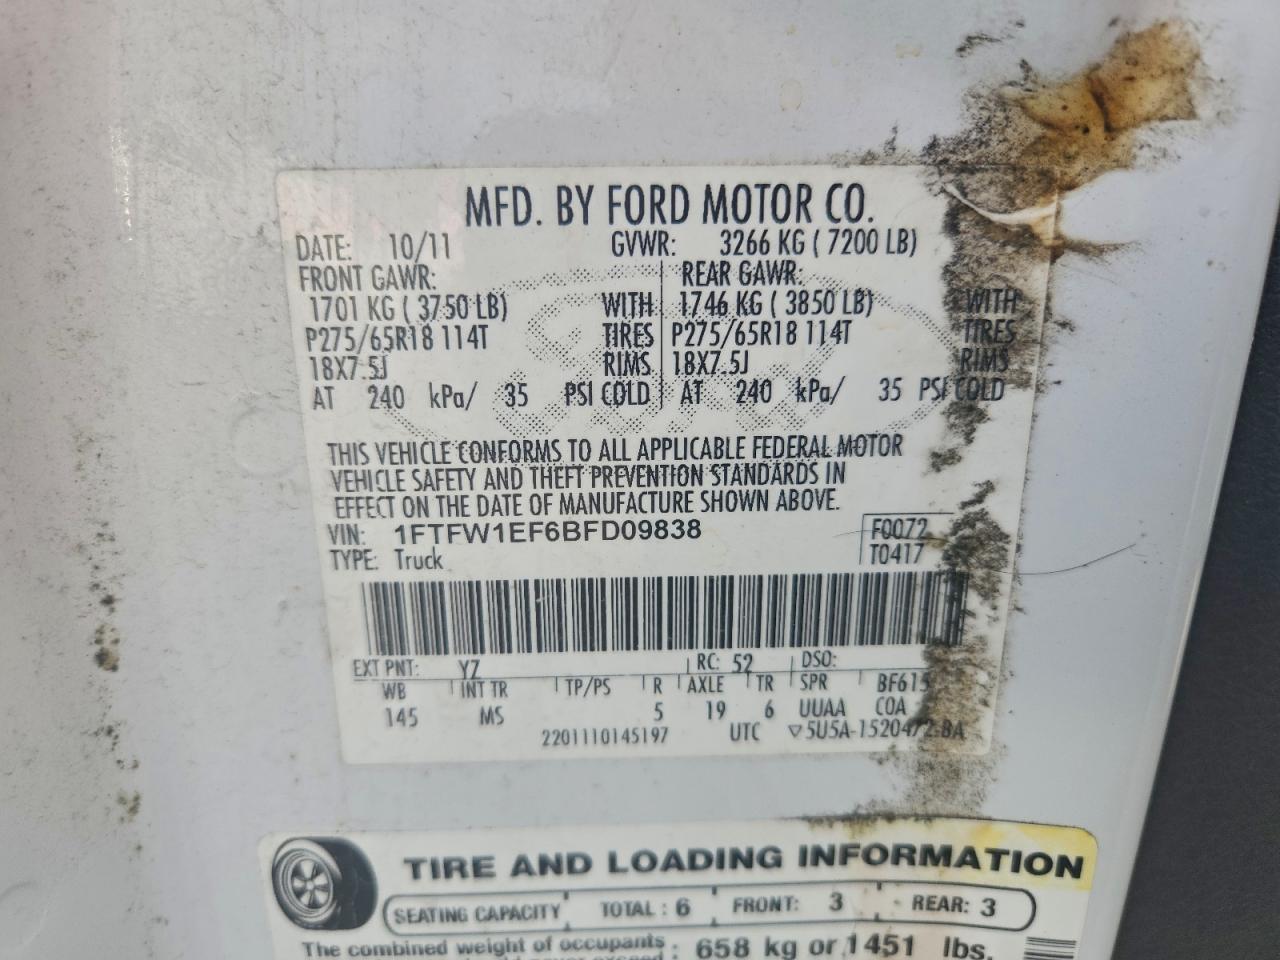 MFD. BY FORD MOTOR CO.
DATE: 10/11 GVWR: 3266 KG ( 7200 LB)
FRONT GAWR: REAR GAWR:
1701 KG ( 3750 LB) WITH 1746 KG ( 3850 LB) WITH
P275/65R18 114T TIRES P275/65R18 114T TIRES
18X7.5J RIMS 18X7.5J RIMS
AT 240 kPa/ 35 PSI COLD AT 240 kPa/ 35 PSI COLD
THIS VEHICLE CONFORMS TO ALL APPLICABLE FEDERAL MOTOR
VEHICLE SAFETY AND THEFT PREVENTION STANDARDS IN
EFFECT ON THE DATE OF MANUFACTURE SHOWN ABOVE.
VIN: 1FTFW1EF6BFD09838 F0072
TYPE: Truck T0417
EXT PNT: YZ RC: 52 DSO:
WB INT TR TP/PS R AXLE TR SPR BF615
145 MS 5 19 6 UUAA COA
2201110145197 UTC ▽5U5A-1520472-BA
TIRE AND LOADING INFORMATION
SEATING CAPACITY TOTAL : 6 FRONT: 3 REAR: 3
The combined weight of occupants : 658 kg or 1451 lbs.